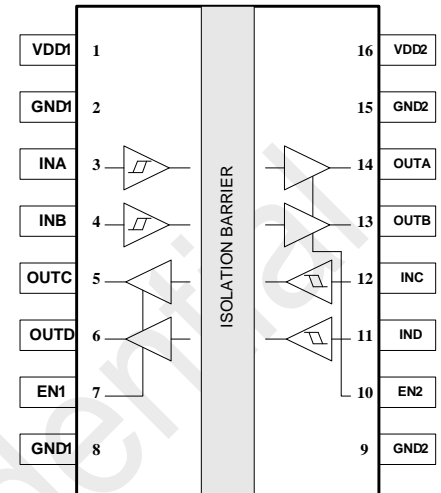 VDD1 1 16 VDD2
GND1 2 15 GND2
INA 3 14 OUTA
INB 4 13 OUTB
OUTC 5 12 INC
OUTD 6 11 IND
EN1 7 10 EN2
GND1 8 9 GND2
ISOLATION BARRIER